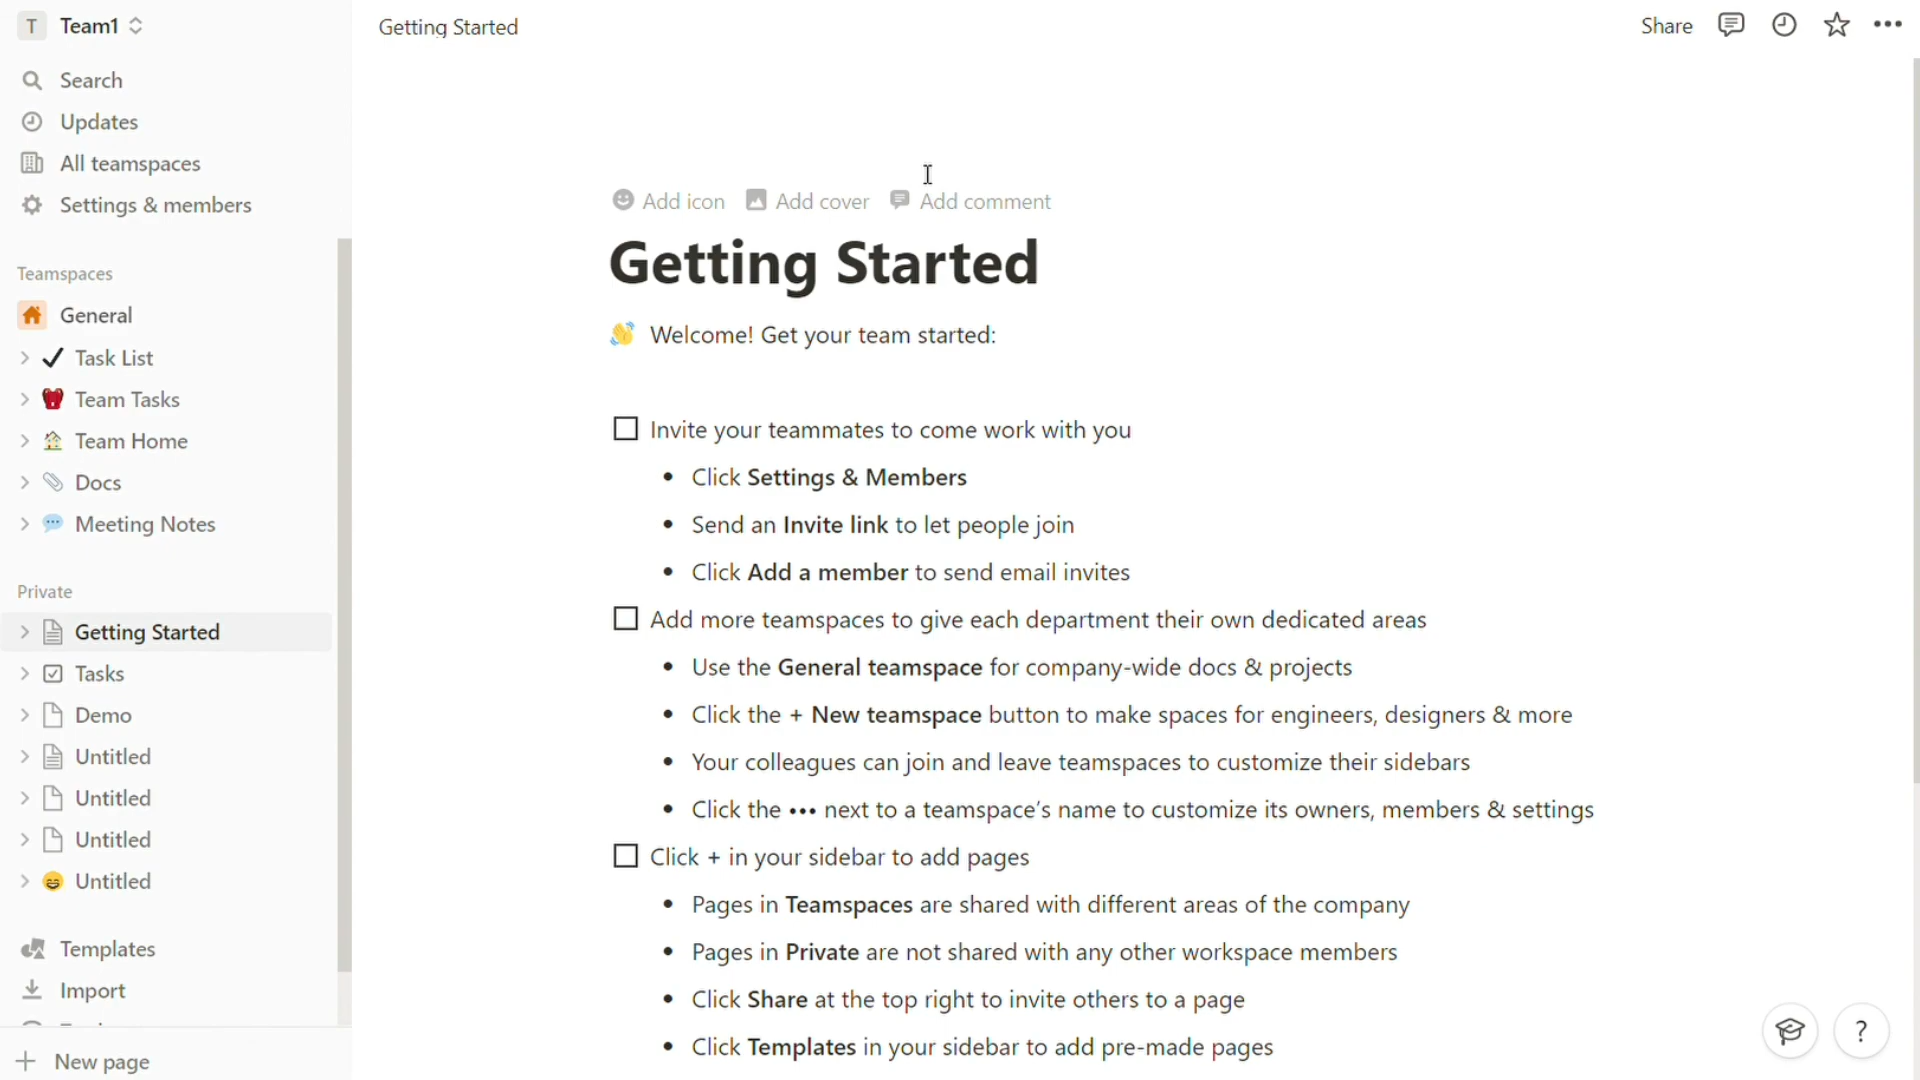 T Team1
Search
Updates
All teamspaces
Settings & members
Teamspaces
General
Task List
Team Tasks
Team Home
Docs
Meeting Notes
Private
Getting Started
Tasks
Demo
Untitled
Untitled
Untitled
Untitled
Templates
Import
+ New page
Getting Started
Share
Add icon Add cover Add comment
Getting Started
👋 Welcome! Get your team started:
Invite your teammates to come work with you
• Click Settings & Members
• Send an Invite link to let people join
• Click Add a member to send email invites
Add more teamspaces to give each department their own dedicated areas
• Use the General teamspace for company-wide docs & projects
• Click the + New teamspace button to make spaces for engineers, designers & more
• Your colleagues can join and leave teamspaces to customize their sidebars
• Click the ••• next to a teamspace's name to customize its owners, members & settings
Click + in your sidebar to add pages
• Pages in Teamspaces are shared with different areas of the company
• Pages in Private are not shared with any other workspace members
• Click Share at the top right to invite others to a page
• Click Templates in your sidebar to add pre-made pages
?